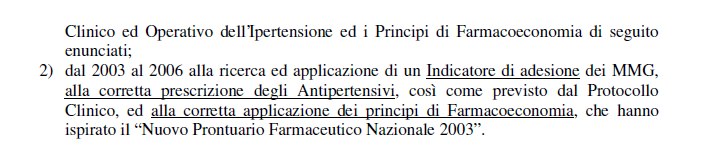 Clinico ed Operativo dell'Ipertensione ed i Principi di Farmacoeconomia di seguito
enunciati;
2) dal 2003 al 2006 alla ricerca ed applicazione di un Indicatore di adesione dei MMG,
alla corretta prescrizione degli Antipertensivi, così come previsto dal Protocollo
Clinico, ed alla corretta applicazione dei principi di Farmacoeconomia, che hanno
ispirato il “Nuovo Prontuario Farmaceutico Nazionale 2003”.